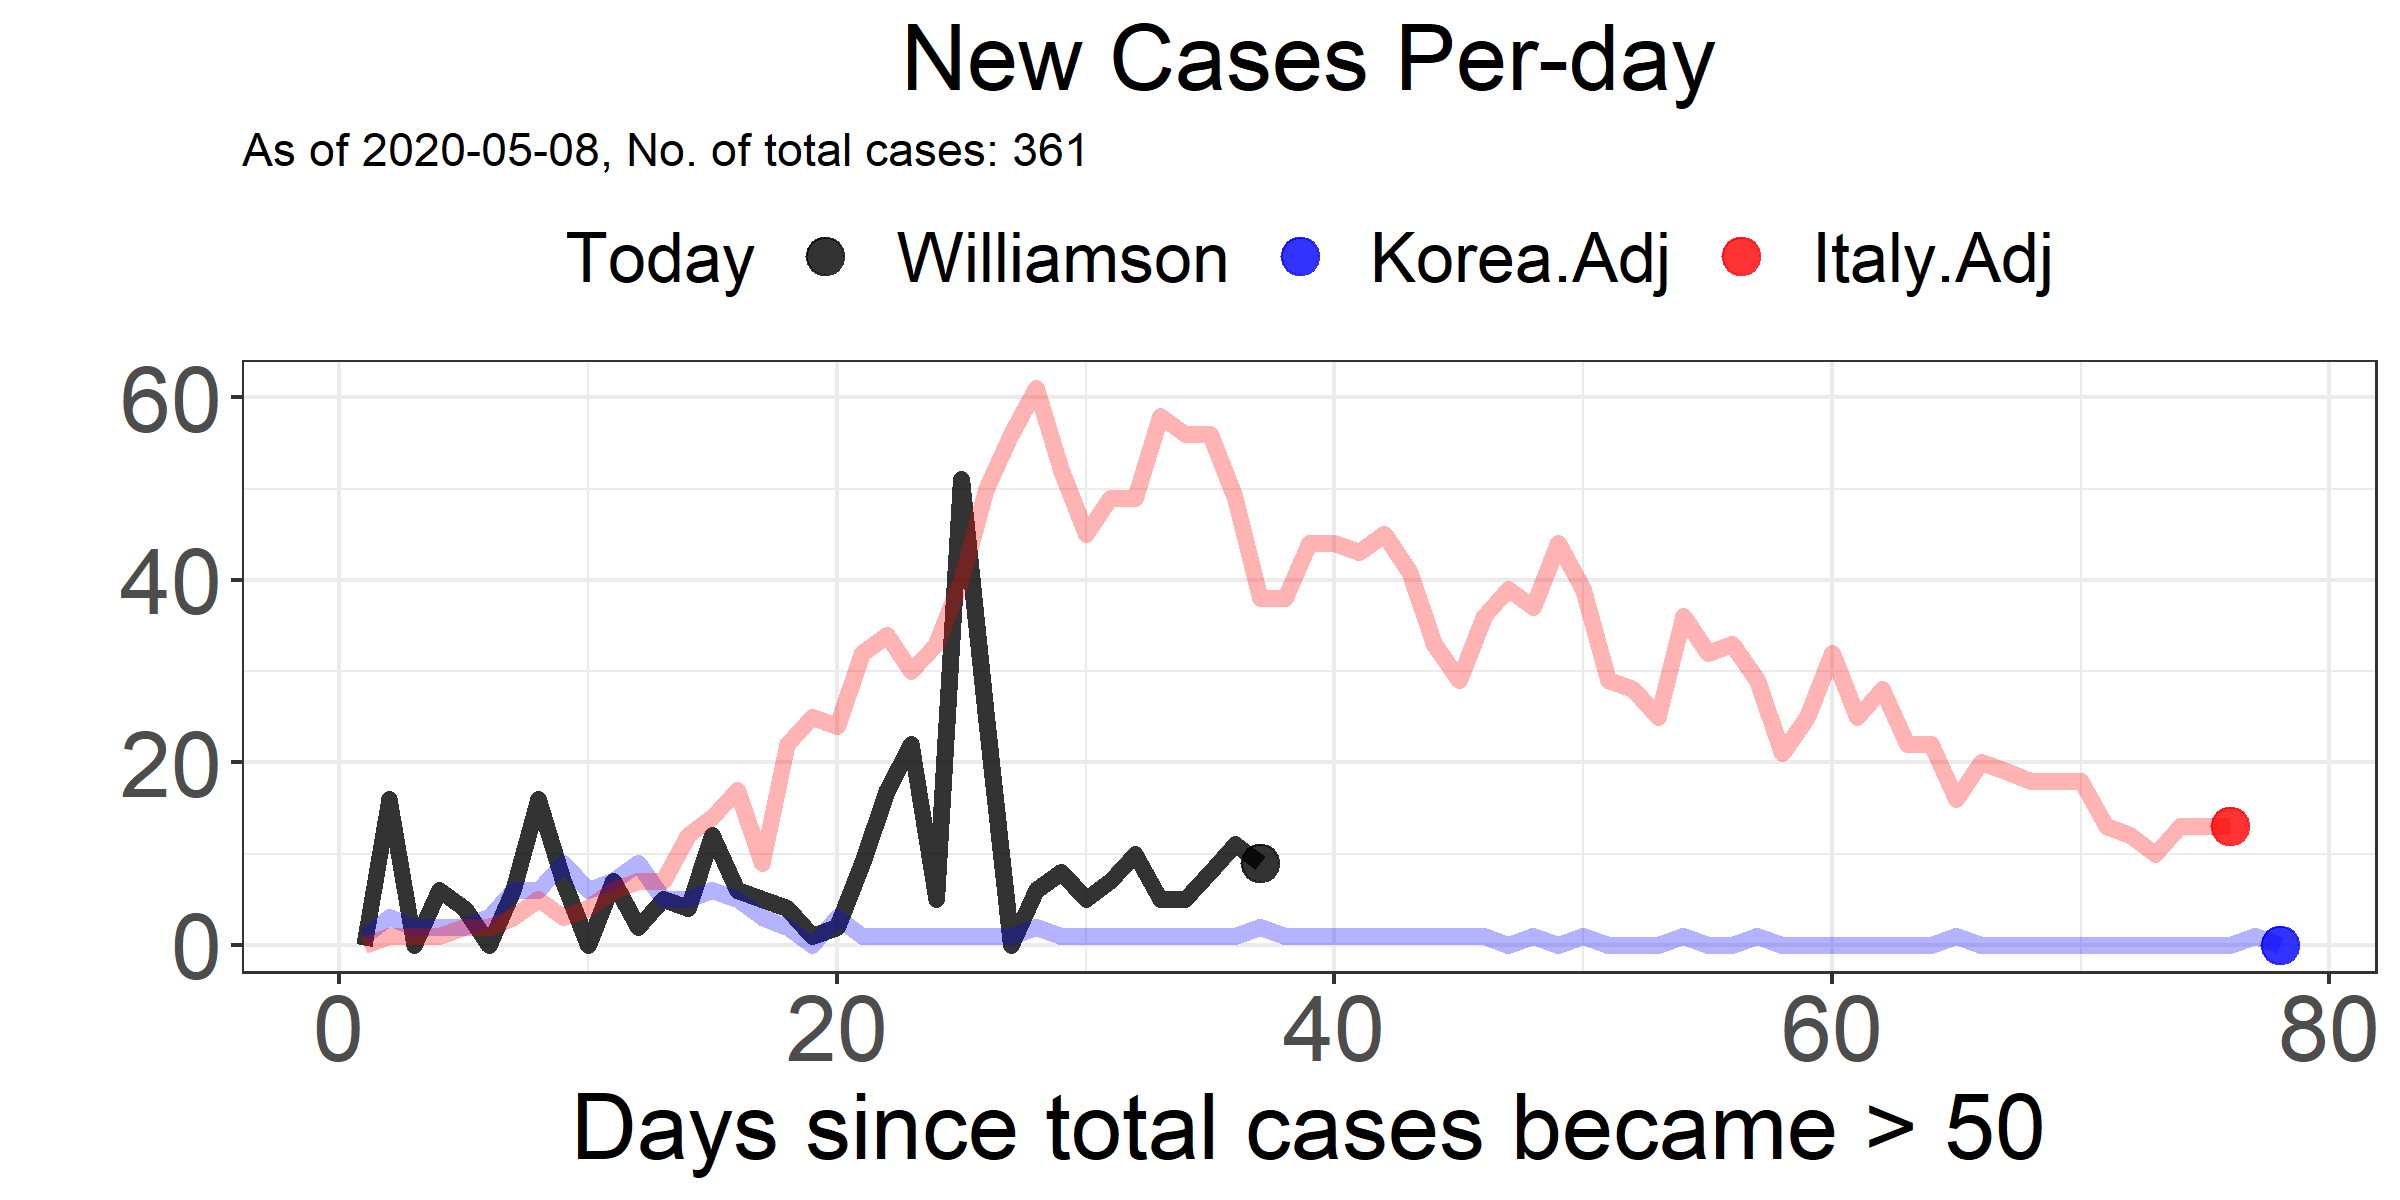 New Cases Per-day
As of 2020-05-08, No. of total cases: 361
Today Williamson Korea.Adj Italy.Adj
60
40
20
0
0 20 40 60 80
Days since total cases became > 50